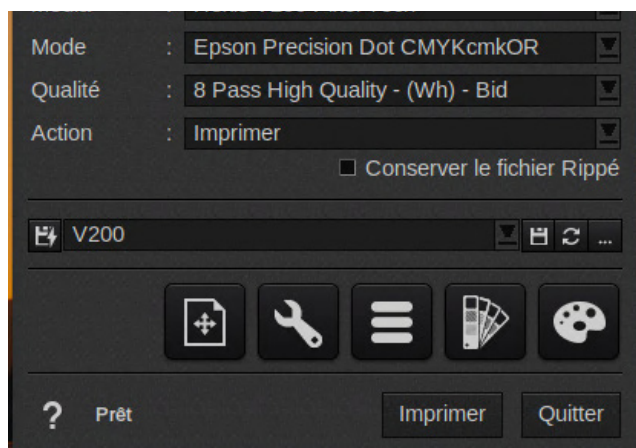 Mode : Epson Precision Dot CMYKcmkOR
Qualité : 8 Pass High Quality - (Wh) - Bid
Action : Imprimer
Conserver le fichier Rippé
V200 ...
? Prêt Imprimer Quitter